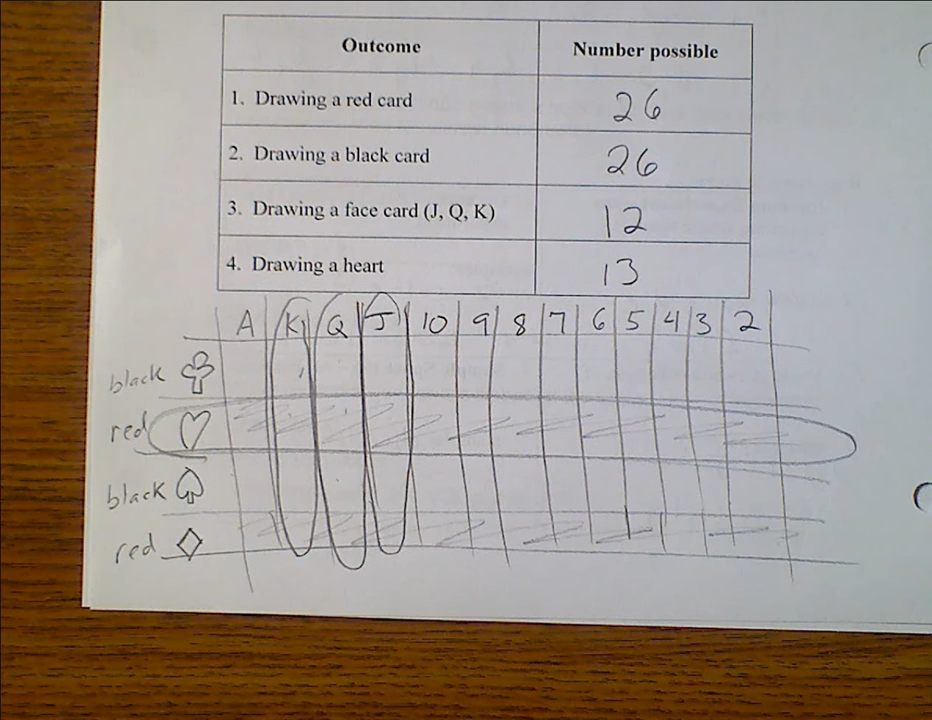 Outcome Number possible
1. Drawing a red card 26
2. Drawing a black card 26
3. Drawing a face card (J, Q, K) 12
4. Drawing a heart 13
A K Q J 10 9 8 7 6 5 4 3 2
black
red
black
red